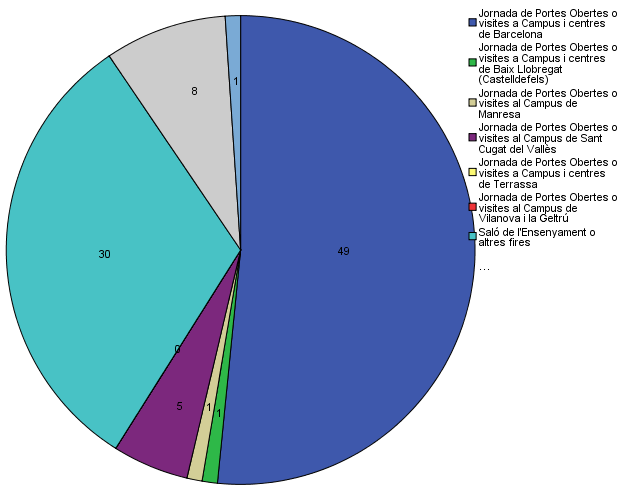 Jornada de Portes Obertes o
visites a Campus i centres
de Barcelona
Jornada de Portes Obertes o
visites a Campus i centres
de Baix Llobregat
(Castelldefels)
Jornada de Portes Obertes o
visites al Campus de
Manresa
Jornada de Portes Obertes o
visites al Campus de Sant
Cugat del Vallès
Jornada de Portes Obertes o
visites a Campus i centres
de Terrassa
Jornada de Portes Obertes o
visites al Campus de
Vilanova i la Geltrú
Saló de l'Ensenyament o
altres fires
...
8
1
30
49
0
5
1
1